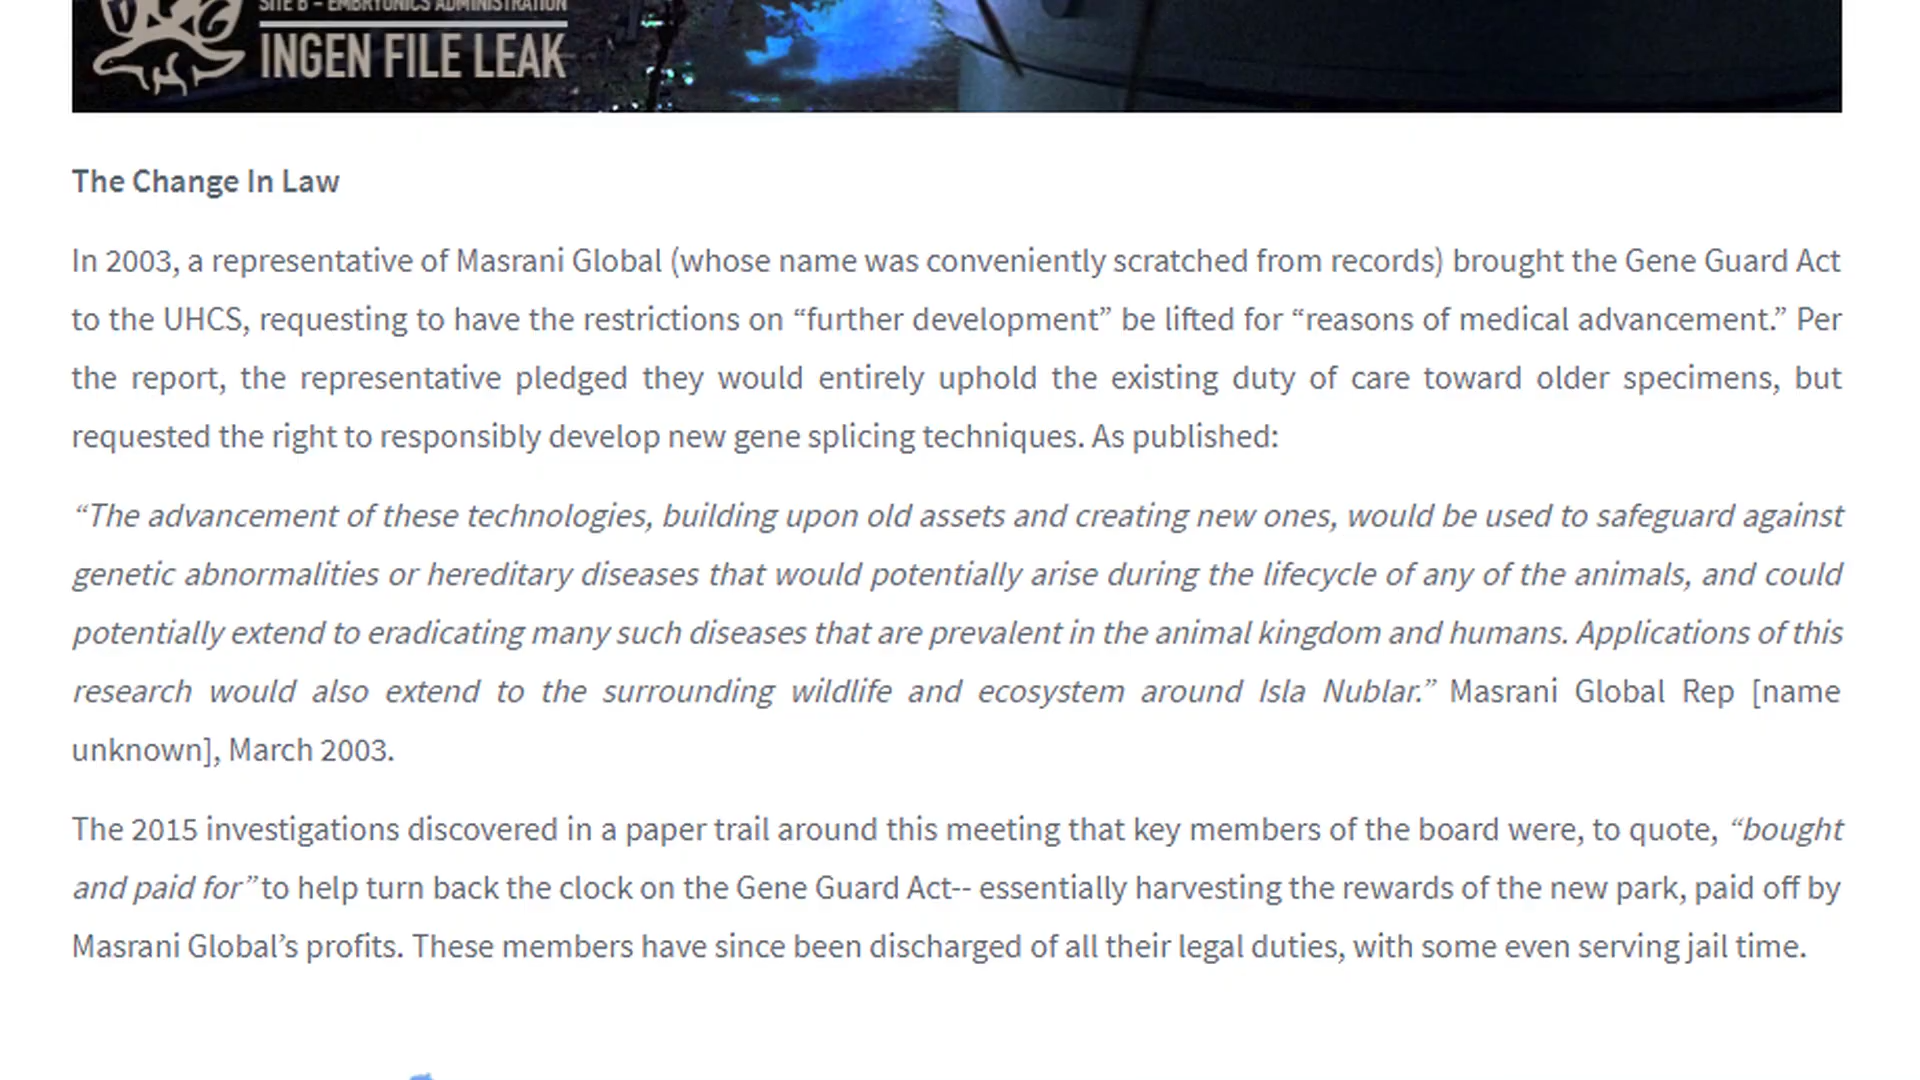 SITE B – EMBRYONICS ADMINISTRATION
INGEN FILE LEAK
The Change In Law
In 2003, a representative of Masrani Global (whose name was conveniently scratched from records) brought the Gene Guard Act
to the UHCS, requesting to have the restrictions on “further development” be lifted for “reasons of medical advancement.” Per
the report, the representative pledged they would entirely uphold the existing duty of care toward older specimens, but
requested the right to responsibly develop new gene splicing techniques. As published:
“The advancement of these technologies, building upon old assets and creating new ones, would be used to safeguard against
genetic abnormalities or hereditary diseases that would potentially arise during the lifecycle of any of the animals, and could
potentially extend to eradicating many such diseases that are prevalent in the animal kingdom and humans. Applications of this
research would also extend to the surrounding wildlife and ecosystem around Isla Nublar.” Masrani Global Rep [name
unknown], March 2003.
The 2015 investigations discovered in a paper trail around this meeting that key members of the board were, to quote, “bought
and paid for” to help turn back the clock on the Gene Guard Act-- essentially harvesting the rewards of the new park, paid off by
Masrani Global’s profits. These members have since been discharged of all their legal duties, with some even serving jail time.